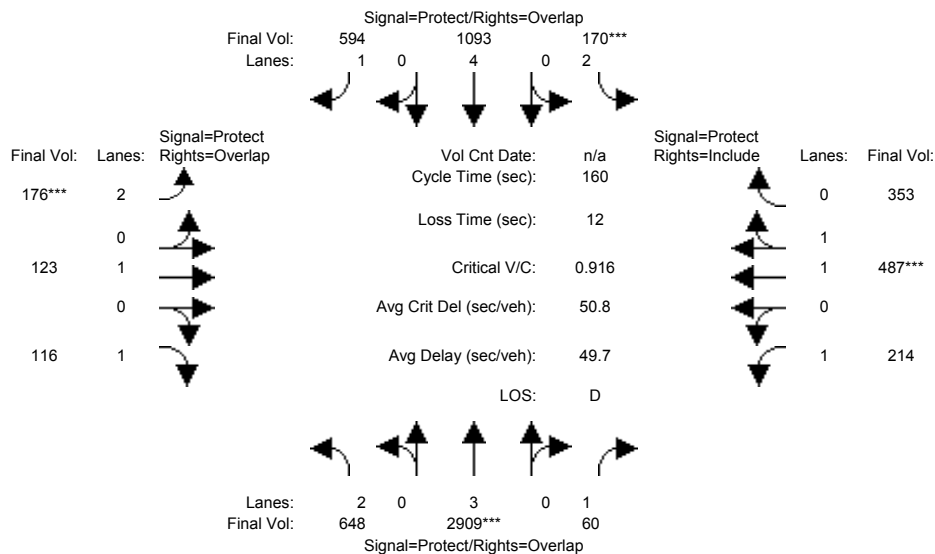 Signal=Protect/Rights=Overlap
Final Vol: 594 1093 170***
Lanes: 1 0 4 0 2
Signal=Protect
Final Vol: Lanes: Rights=Overlap
Vol Cnt Date: n/a
Signal=Protect
Rights=Include Lanes: Final Vol:
Cycle Time (sec): 160
176*** 2
0 353
Loss Time (sec): 12
0
1
123 1
Critical V/C: 0.916
1 487***
0
Avg Crit Del (sec/veh): 50.8
0
116 1
Avg Delay (sec/veh): 49.7
1 214
LOS: D
Lanes: 2 0 3 0 1
Final Vol: 648 2909*** 60
Signal=Protect/Rights=Overlap